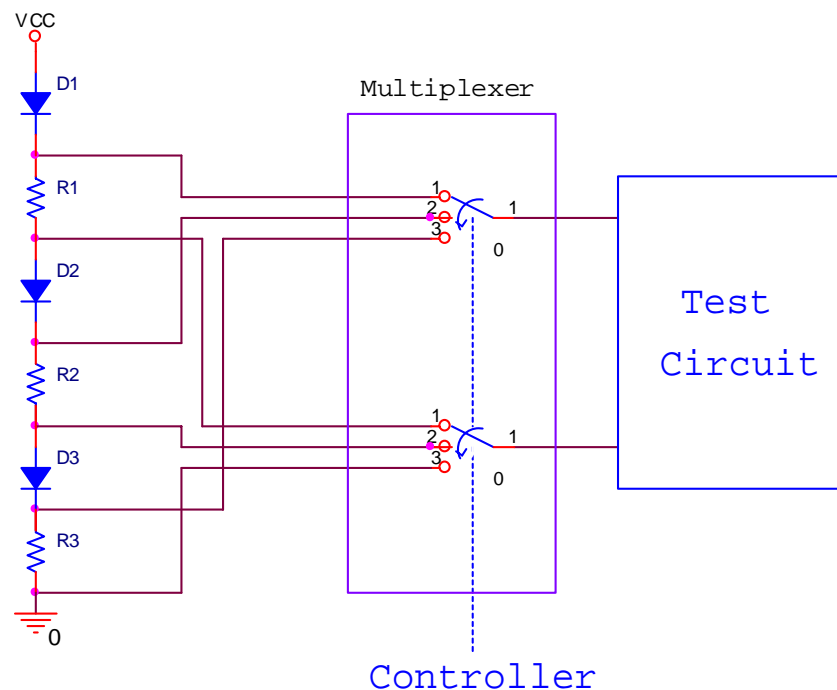 VCC
D1
Multiplexer
R1
1
2
3
1
0
D2
R2
1
2
3
1
0
D3
R3
0
Test
Circuit
Controller